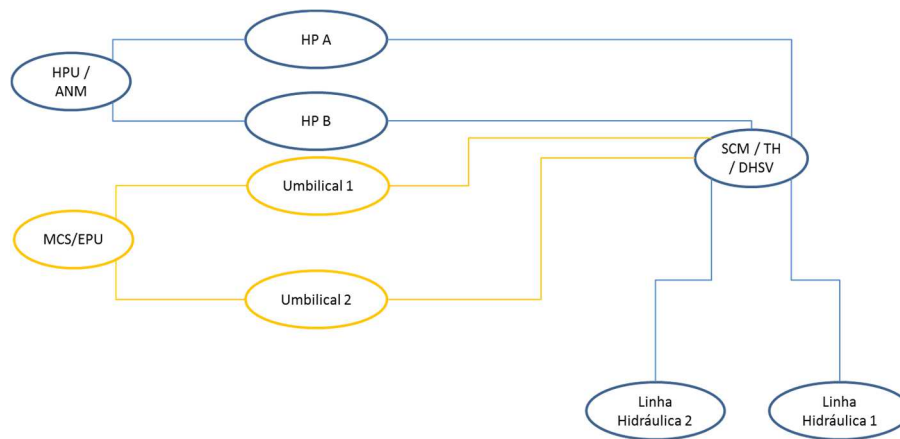 HP A
HPU /
ANM
HP B
SCM / TH
/ DHSV
Umbilical 1
MCS/EPU
Umbilical 2
Linha
Hidráulica 2
Linha
Hidráulica 1